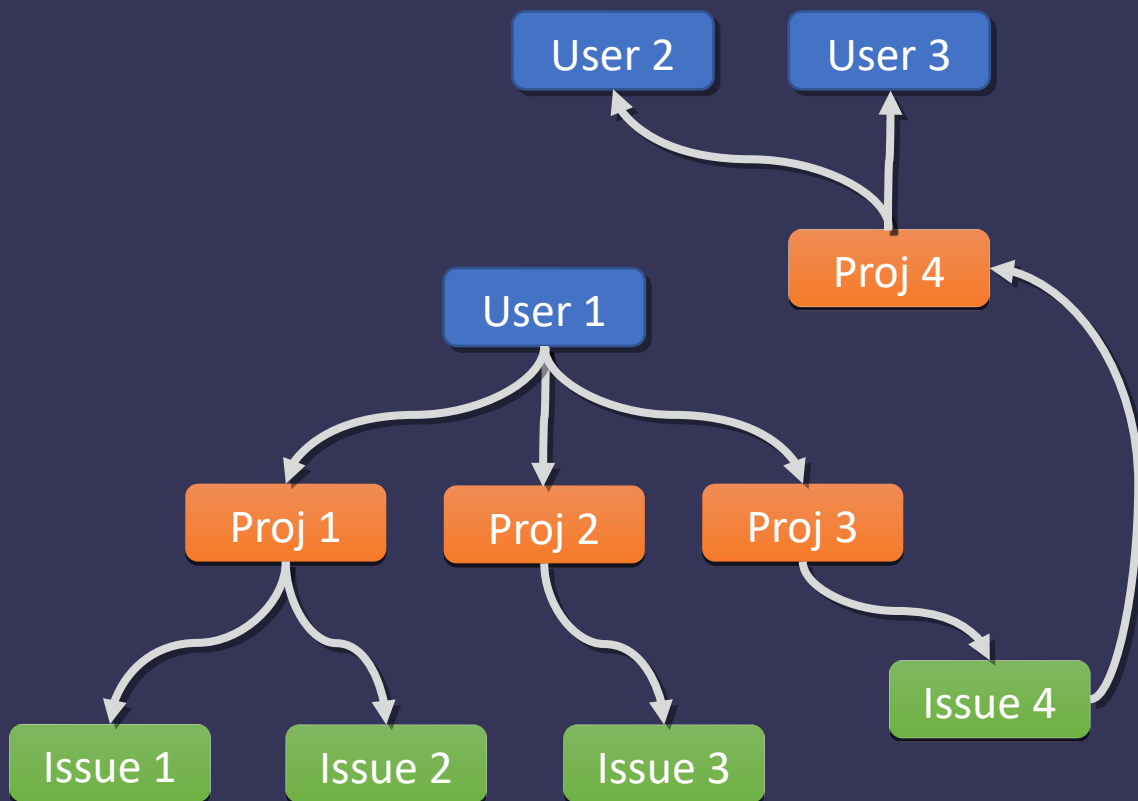 User 2
User 3
Proj 4
User 1
Proj 1
Proj 2
Proj 3
Issue 4
Issue 1
Issue 2
Issue 3